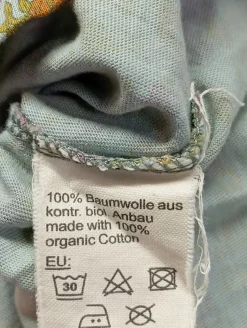 100% Baumwolle aus
kontr. biol. Anbau
made with 100%
organic Cotton
EU:
30